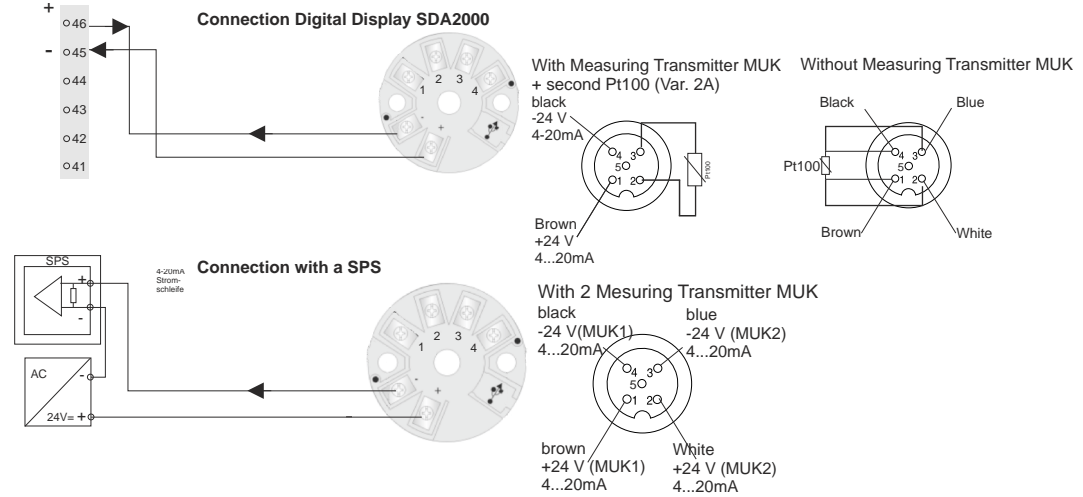 Connection Digital Display SDA2000
+
46
-
45
44
43
42
41
1 2 3 4
-
+
With Measuring Transmitter MUK
+ second Pt100 (Var. 2A)
black
-24 V
4-20mA
4 3
5
1 2
Pt100
Brown
+24 V
4...20mA
Without Measuring Transmitter MUK
Black
Blue
Pt100
4 3
5
1 2
Brown
White
Connection with a SPS
SPS
+
-
4-20mA
Strom-
schleife
AC
-
24V= +
1 2 3 4
-
+
With 2 Mesuring Transmitter MUK
black
-24 V(MUK1)
4...20mA
blue
-24 V (MUK2)
4...20mA
4 3
5
1 2
brown
+24 V (MUK1)
4...20mA
White
+24 V (MUK2)
4...20mA